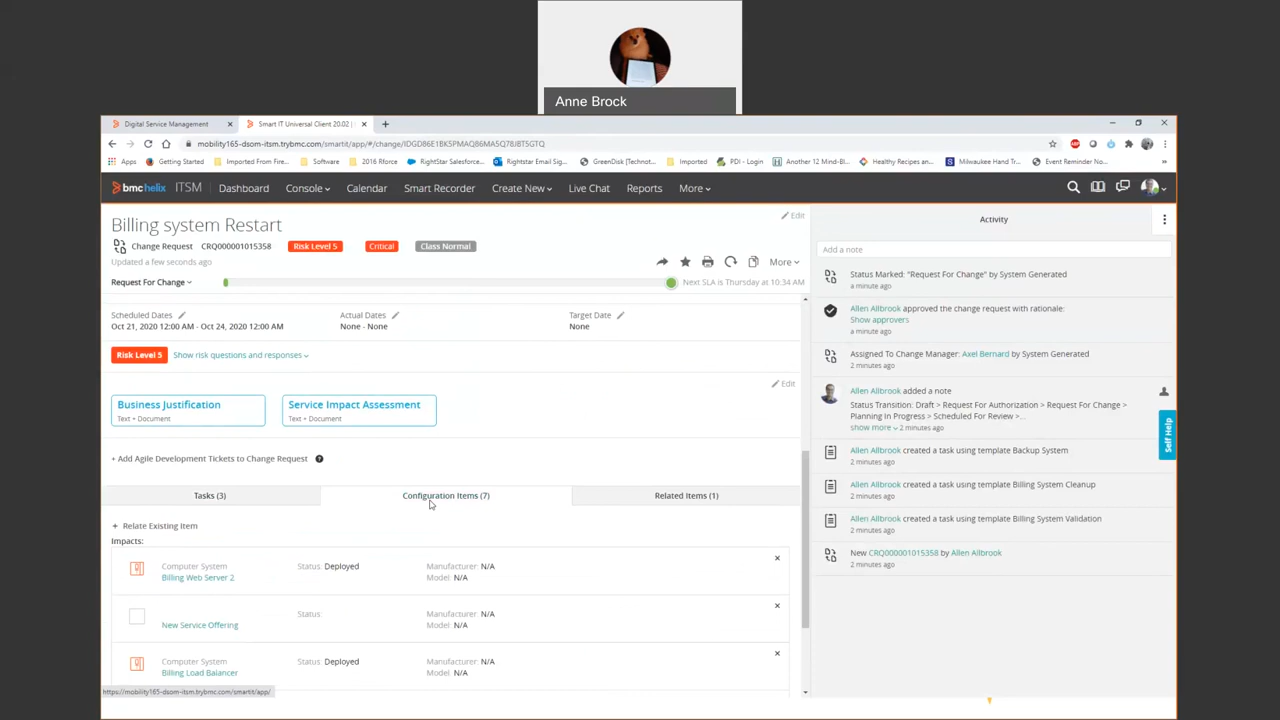 Anne Brock
Digital Service Management
Smart IT Universal Client 20.02 |
mobility165-dsom-itsm.trybmc.com/smartit/app/#/change/IDGD86E1BK5PMAQ86MA5Q78J8T5GTQ
Apps Getting Started Imported From Fire... Software 2016 Rforce RightStar Salesforce... Rightstar Email Sig... GreenDisk [Technot... Imported PDI - Login Another 12 Mind-Bl... Healthy Recipes an... Milwaukee Hand Tr... Event Reminder No... »
bmchelix ITSM Dashboard Console Calendar Smart Recorder Create New Live Chat Reports More
Billing system Restart
Edit
Change Request CRQ000001015358 Risk Level 5 Critical Class Normal
Updated a few seconds ago
More
Request For Change
Next SLA is Thursday at 10:34 AM
Scheduled Dates Actual Dates Target Date
Oct 21, 2020 12:00 AM - Oct 24, 2020 12:00 AM None - None None
Risk Level 5 Show risk questions and responses
Edit
Business Justification
Text + Document
Service Impact Assessment
Text + Document
+ Add Agile Development Tickets to Change Request ?
Tasks (3) Configuration Items (7) Related Items (1)
+ Relate Existing Item
Impacts:
Computer System Status: Deployed Manufacturer: N/A
Billing Web Server 2 Model: N/A
Status: Manufacturer: N/A
New Service Offering Model: N/A
Computer System Status: Deployed Manufacturer: N/A
Billing Load Balancer Model: N/A
https://mobility165-dsom-itsm.trybmc.com/smartit/app/
Activity
Add a note
Status Marked: "Request For Change" by System Generated
a minute ago
Allen Allbrook approved the change request with rationale:
Show approvers
a minute ago
Assigned To Change Manager: Axel Bernard by System Generated
2 minutes ago
Allen Allbrook added a note
Status Transition: Draft > Request For Authorization > Request For Change >
Planning In Progress > Scheduled For Review >...
show more 2 minutes ago
Allen Allbrook created a task using template Backup System
2 minutes ago
Allen Allbrook created a task using template Billing System Cleanup
2 minutes ago
Allen Allbrook created a task using template Billing System Validation
2 minutes ago
New CRQ000001015358 by Allen Allbrook
2 minutes ago
Self Help